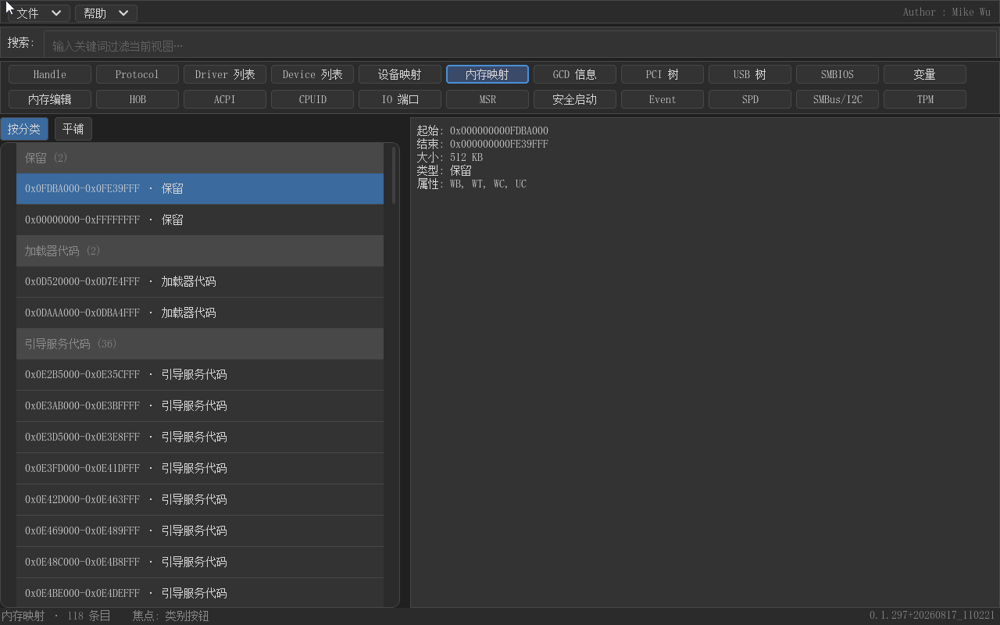 文件 帮助 Author : Mike Wu
搜索: 输入关键词过滤当前视图…
Handle Protocol Driver 列表 Device 列表 设备映射 内存映射 GCD 信息 PCI 树 USB 树 SMBIOS 变量
内存编辑 HOB ACPI CPUID IO 端口 MSR 安全启动 Event SPD SMBus/I2C TPM
按分类 平铺
保留 (2)
0x0FDBA000-0x0FE39FFF · 保留
0x00000000-0xFFFFFFFF · 保留
加载器代码 (2)
0x0D520000-0x0D7E4FFF · 加载器代码
0x0DAAA000-0x0DBA4FFF · 加载器代码
引导服务代码 (36)
0x0E2B5000-0x0E35CFFF · 引导服务代码
0x0E3AB000-0x0E3BFFFF · 引导服务代码
0x0E3D5000-0x0E3E8FFF · 引导服务代码
0x0E3FD000-0x0E41DFFF · 引导服务代码
0x0E42D000-0x0E463FFF · 引导服务代码
0x0E469000-0x0E489FFF · 引导服务代码
0x0E48C000-0x0E4B8FFF · 引导服务代码
0x0E4BE000-0x0E4DEFFF · 引导服务代码
起始: 0x000000000FDBA000
结束: 0x000000000FE39FFF
大小: 512 KB
类型: 保留
属性: WB, WT, WC, UC
内存映射 · 118 条目 焦点: 类别按钮 0.1.297+20260817_110221